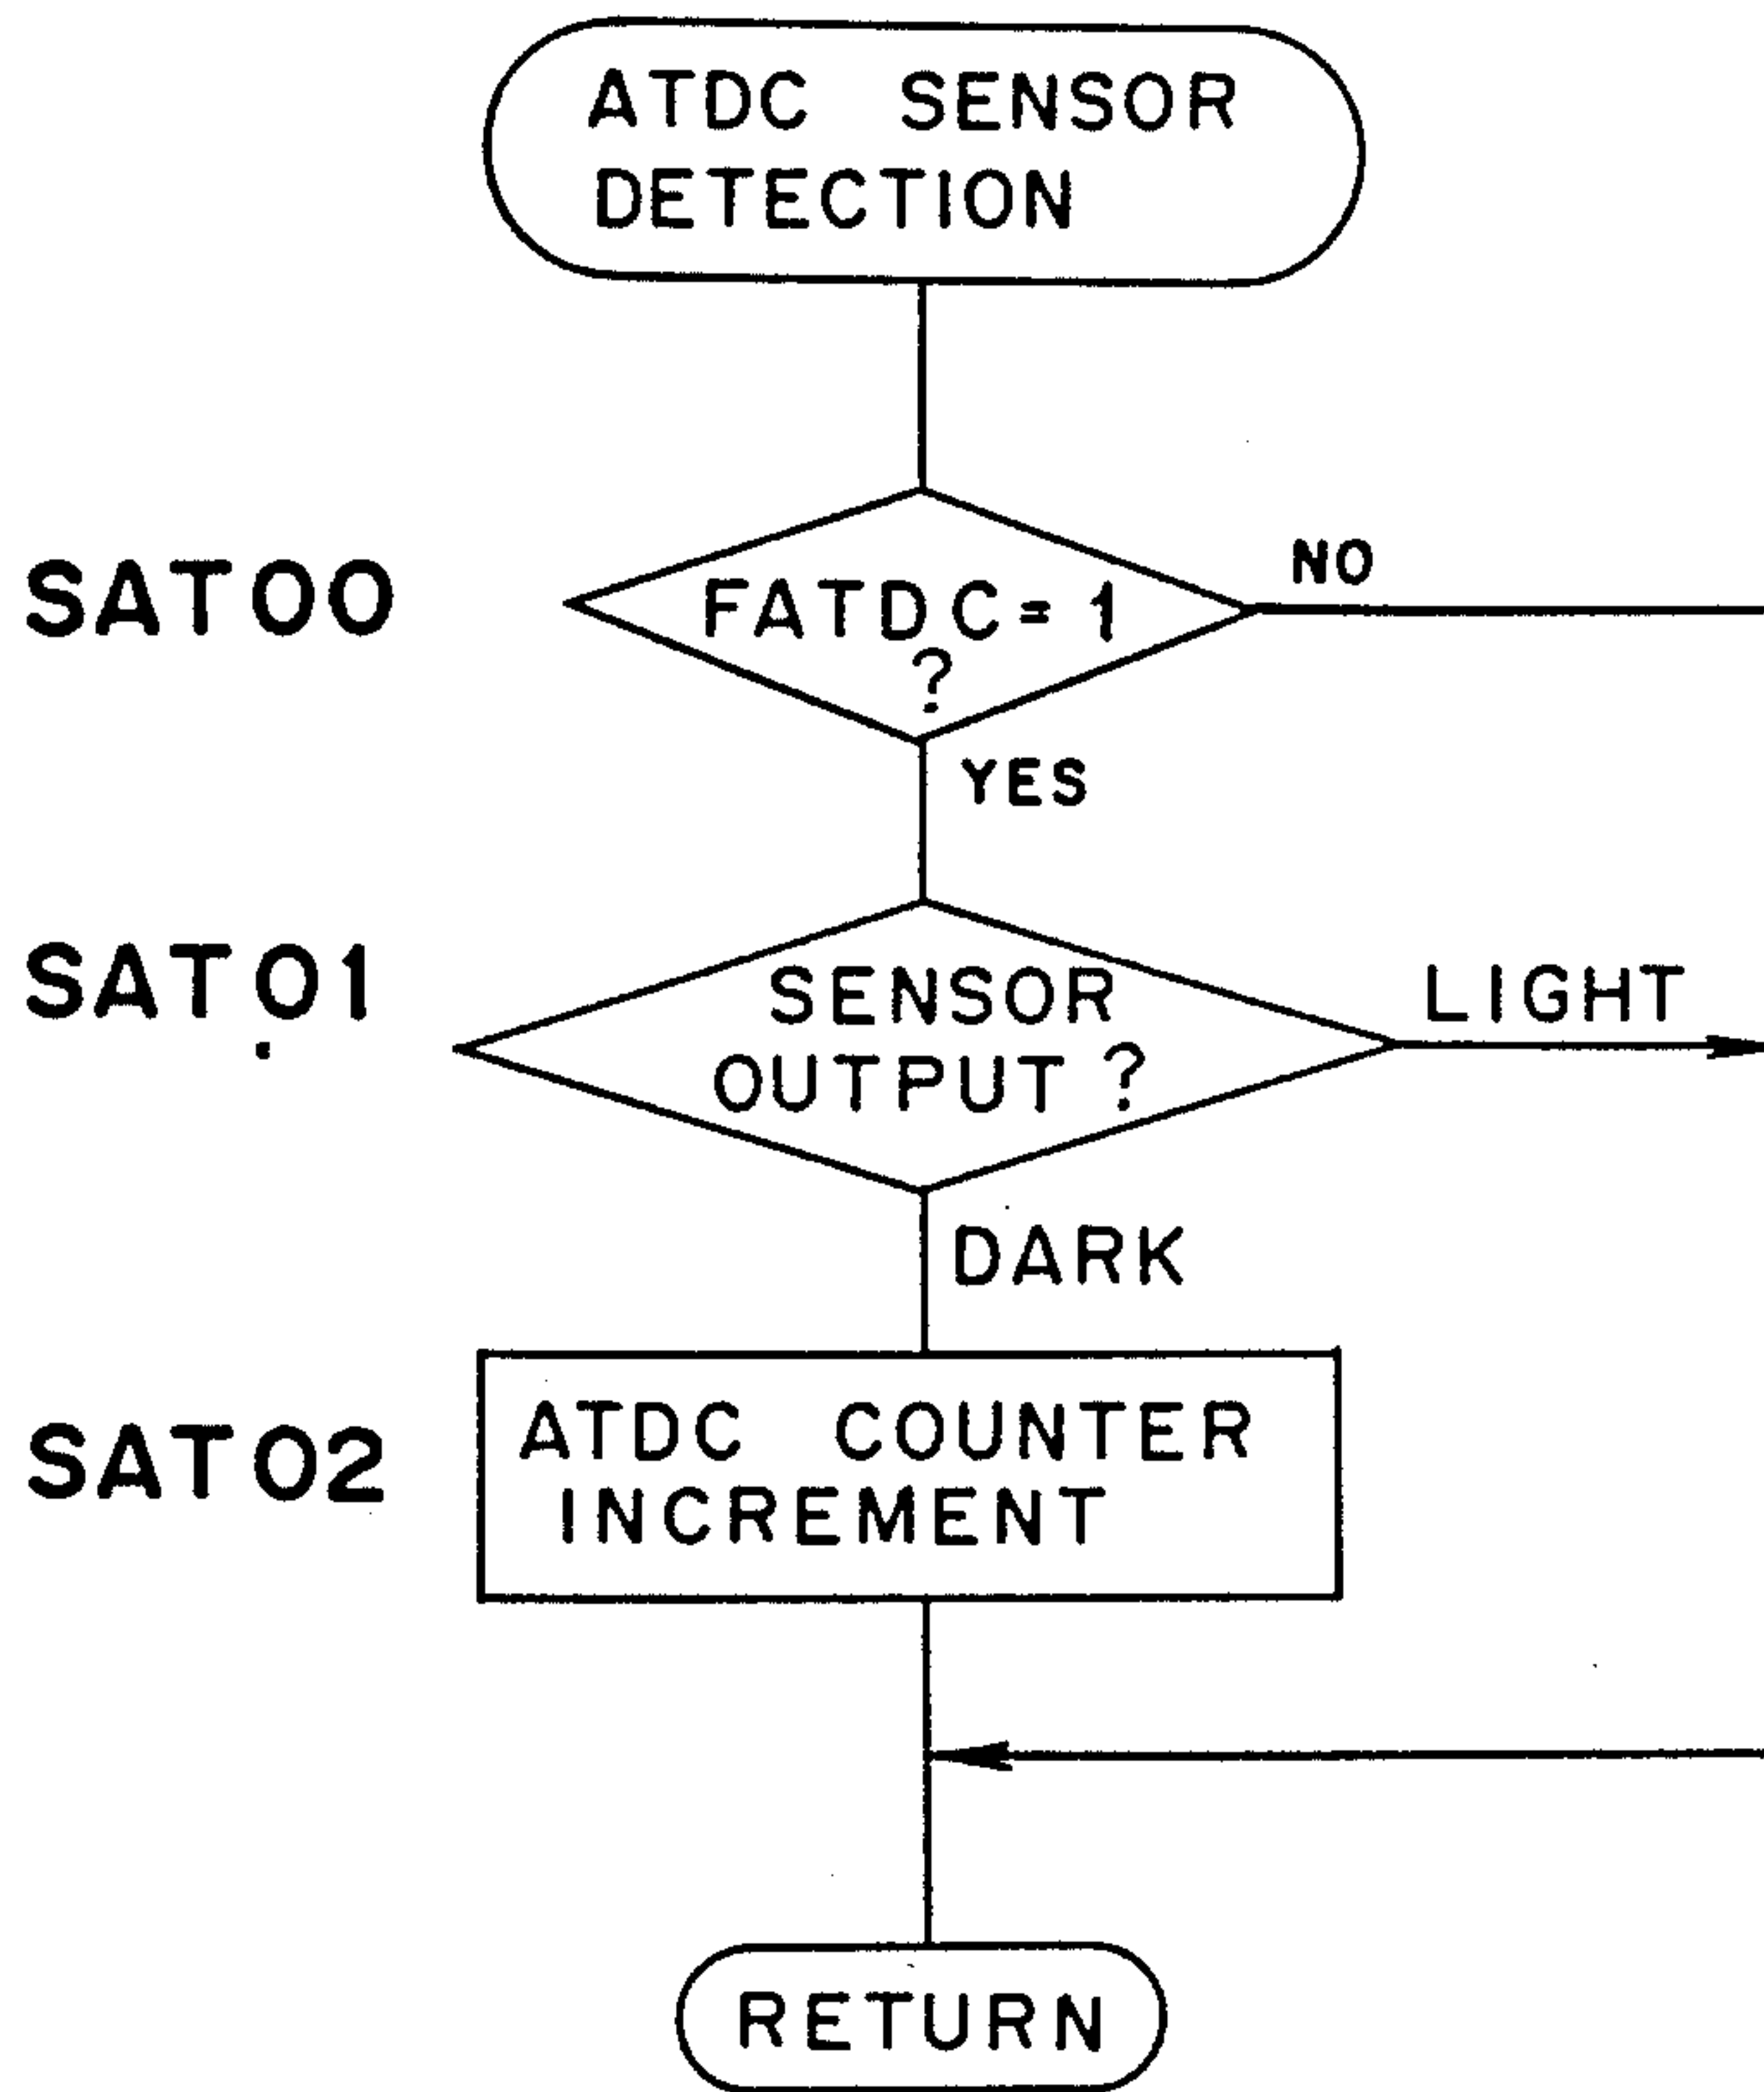 ATDC SENSOR
DETECTION
SAT00
FATDC=1
?
NO
YES
SAT01
SENSOR
OUTPUT ?
LIGHT
DARK
SAT02
ATDC COUNTER
INCREMENT
RETURN